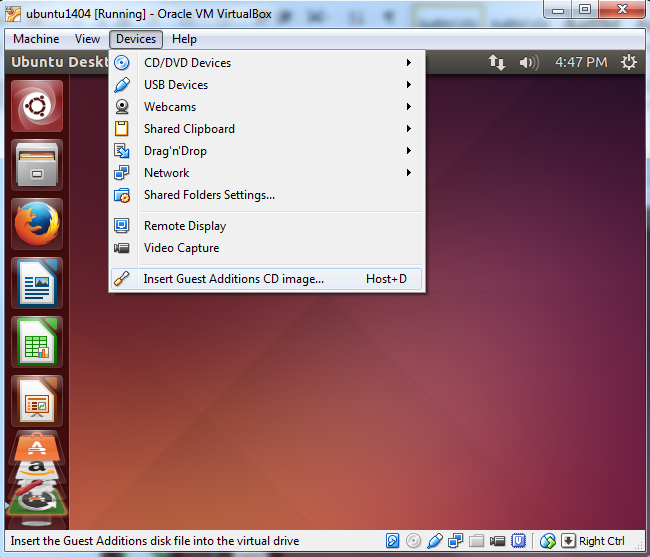 ubuntu1404 [Running] - Oracle VM VirtualBox
Machine View Devices Help
Ubuntu Deskt 4:47 PM
CD/DVD Devices
USB Devices
Webcams
Shared Clipboard
Drag'n'Drop
Network
Shared Folders Settings...
Remote Display
Video Capture
Insert Guest Additions CD image... Host+D
Insert the Guest Additions disk file into the virtual drive Right Ctrl